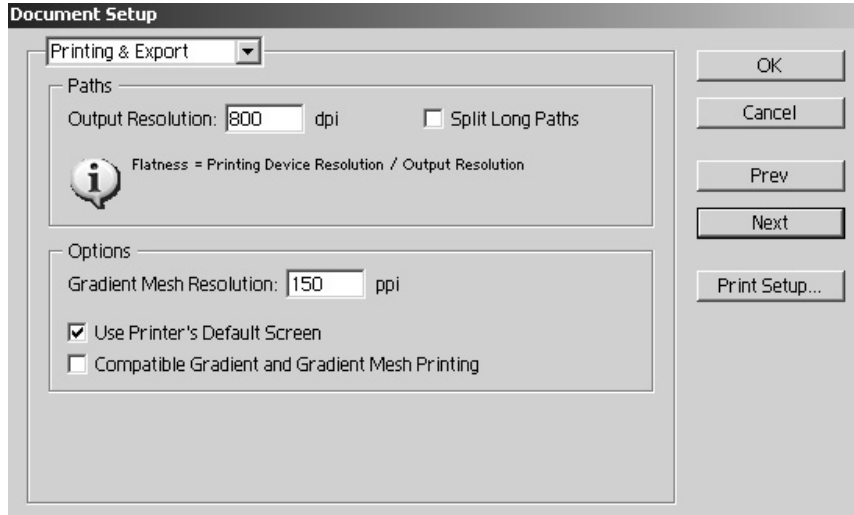 Document Setup
Printing & Export
Paths
Output Resolution: 800 dpi
Split Long Paths
Flatness = Printing Device Resolution / Output Resolution
Options
Gradient Mesh Resolution: 150 ppi
Use Printer's Default Screen
Compatible Gradient and Gradient Mesh Printing
OK
Cancel
Prev
Next
Print Setup...